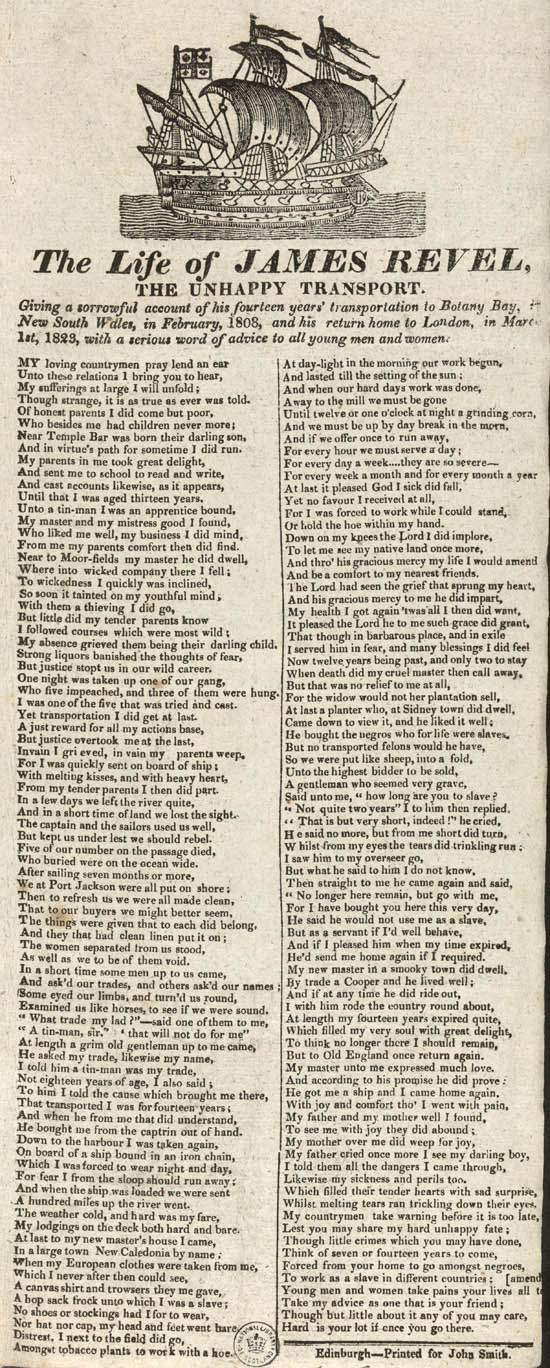 The Life of JAMES REVEL,
THE UNHAPPY TRANSPORT.
Giving a sorrowful account of his fourteen years' transportation to Botany Bay,
New South Wales, in February, 1808, and his return home to London, in
1st, 1823, with a serious word of advice to all young men and women.
MY loving countrymen pray lend an ear
Unto these relations I bring you to hear,
My sufferings at large I will unfold;
Though strange, it is as true as ever was told.
Of honest parents I did come but poor,
Who besides me had children never more;
Near Temple Bar was born their darling son,
And in virtue's path for sometime I did run.
My parents in me took great delight,
And sent me to school to read and write,
And cast accounts likewise, as it appears,
Until that I was aged thirteen years,
Unto a tin-man I was an apprentice bound,
My master and my mistress good I found,
Who liked me well, my business I did mind,
From me my parents comfort then did find.
Near to Moor-fields my master he did dwell,
Where into wicked company there I fell;
To wickedness I quickly was inclined,
So soon it tainted on my youthful mind,
With them a thieving I did go,
But little did my tender parents know
I followed courses which were most wild;
My absence grieved them being their darling child.
Strong liquors banished the thoughts of fear,
But justice stopt us in our wild career.
One night was taken up one of our gang,
Who five impeached, and three of them were hung.
I was one of the five that was tried and cast.
Yet transportation I did get at last.
A just reward for all my actions base,
But justice overtook me at the last,
Invain I gri eved, in vain my parents weep,
For I was quickly sent on board of ship;
With melting kisses, and with heavy heart,
From my tender parents I then did part.
In a few days we left the river quite,
And in a short time of land we lost the sight.
The captain and the sailors used us well,
But kept us under lest we should rebel.
Five of our number on the passage died,
Who buried were on the ocean wide.
After sailing seven months or more,
We at Port Jackson were all put on shore;
Then to refresh us we were all made clean,
That to our buyers we might better seem,
The things were given that to each did belong,
And they that had clean linen put it on;
The women separated from us stood,
As well as we to be of them void.
In a short time some men up to us came,
And ask'd our trades, and others ask'd our names;
Some eyed our limbs, and turn'd us round,
Examined us like horses, to see if we were sound.
" What trade my lad ?"—said one of them to me,
" A tin-man, sir." ' that will not do for me"
At length a grim old gentleman up to me came,
He asked my trade, likewise my name,
I told him a tin-man was my trade,
Not eighteen years of age, I also said;
To him I told the cause which brought me there,
That transported I was for fourteen years;
And when he from me that did understand,
He bought me from the captrin out of hand.
Down to the harbour I was taken again,
On board of a ship bound in an iron chain,
Which I was forced to wear night and day,
For fear I from the sloop should run away:
And when the ship was loaded we were sent
A hundred miles up the river went.
The weather cold, and hard was my fare,
My lodgings on the deck both hard and bare.
At last to my new master's house I came,
In a large town New Caledonia by name;
When my European clothes were taken from me,
Which I never after then could see,
A canvas shirt and trowsers they me gave,
A hop sack frock unto which I was a slave;
No shoes or stockings had I for to wear,
Nor hat nor cap, my head and feet went bare.
Distrest, I next to the field did go,
Amongst tobacco plants to work with a hoe.
At day-light in the morning our work begun,
And lasted till the setting of the sun;
And when our hard days work was done,
Away to the mill we must be gone
Until twelve or one o'clock at night a grinding corn,
And we must be up by day break in the morn,
And if we offer once to run away,
For every hour we must serve a day;
For every day a week....they are so severe—
For every week a month and for every month a year
At last it pleased God I sick did fall,
Yet no favour I received at all,
For I was forced to work while I could stand,
Or hold the hoe within my hand.
Down on my knees the Lord I did implore,
To let me see my native land once more,
And thro' his gracious mercy my life I would amend
And be a comfort to my nearest friends.
The Lord had seen the grief that sprung my heart,
And his gracious mercy to me he did impart,
My health I got again 'twas all I then did want,
It pleased the Lord he to me such grace did grant,
That though in barbarous place, and in exile
I served him in fear, and many blessings I did feel
Now twelve years being past, and only two to stay
When death did my cruel master then call away,
But that was no relief to me at all,
For the widow would not her plantation sell,
At last a planter who, at Sidney town did dwell,
Came down to view it, and he liked it well;
He bought the negros who for life were slaves,
But no transported felons would he have,
So we were put like sheep, into a fold,
Unto the highest bidder to be sold,
A gentleman who seemed very grave,
Said unto me, " how long are you to slave ?
" Not quite two years" I to him then replied.
" That is but very short, indeed !" he cried,
H e said no more, but from me short did turn,
W hilst from my eyes the tears did trinkling run;
I saw him to my overseer go,
But what he said to him I do not know,
Then straight to me he came again and said,
" No longer here remain, but go with me,
For I have bought you here this very day,
He said he would not use me as a slave,
But as a servant if I'd well behave,
And if I pleased him when my time expired,
He'd send me home again if I required.
My new master in a smooky town did dwell,
By trade a Cooper and he lived well;
And if at any time he did ride out,
I with him rode the country round about,
At length my fourteen years expired quite,
Which filled my very soul with great delight,
To think no longer there I should remain,
But to Old England once return again.
My master unto me expressed much love.
And according to his promise he did prove:
He got me a ship and I came home again.
With joy and comfort tho' I went with pain,
My father and my mother well I found,
To see me with joy they did abound;
My mother over me did weep for joy,
My father cried once more I see my darling boy,
I told them all the dangers I came through,
Likewise my sickness and perils too.
Which filled their tender hearts with sad surprise,
Whilst melting tears ran trickling down their eyes.
My countrymen take warning before it is too late,
Lest you may share my hard unhappy fate;
Though little crimes which you may have done,
Think of seven or fourteen years to come,
Forced from your home to go amongst negroes,
To work as a slave in different countries; [amend
Young men and women take pains your lives all
Take my advice as one that is your friend;
Though but little about it any of you may care,
Hard is your lot if once you go there.
Edinburgh—Printed for John Smith.